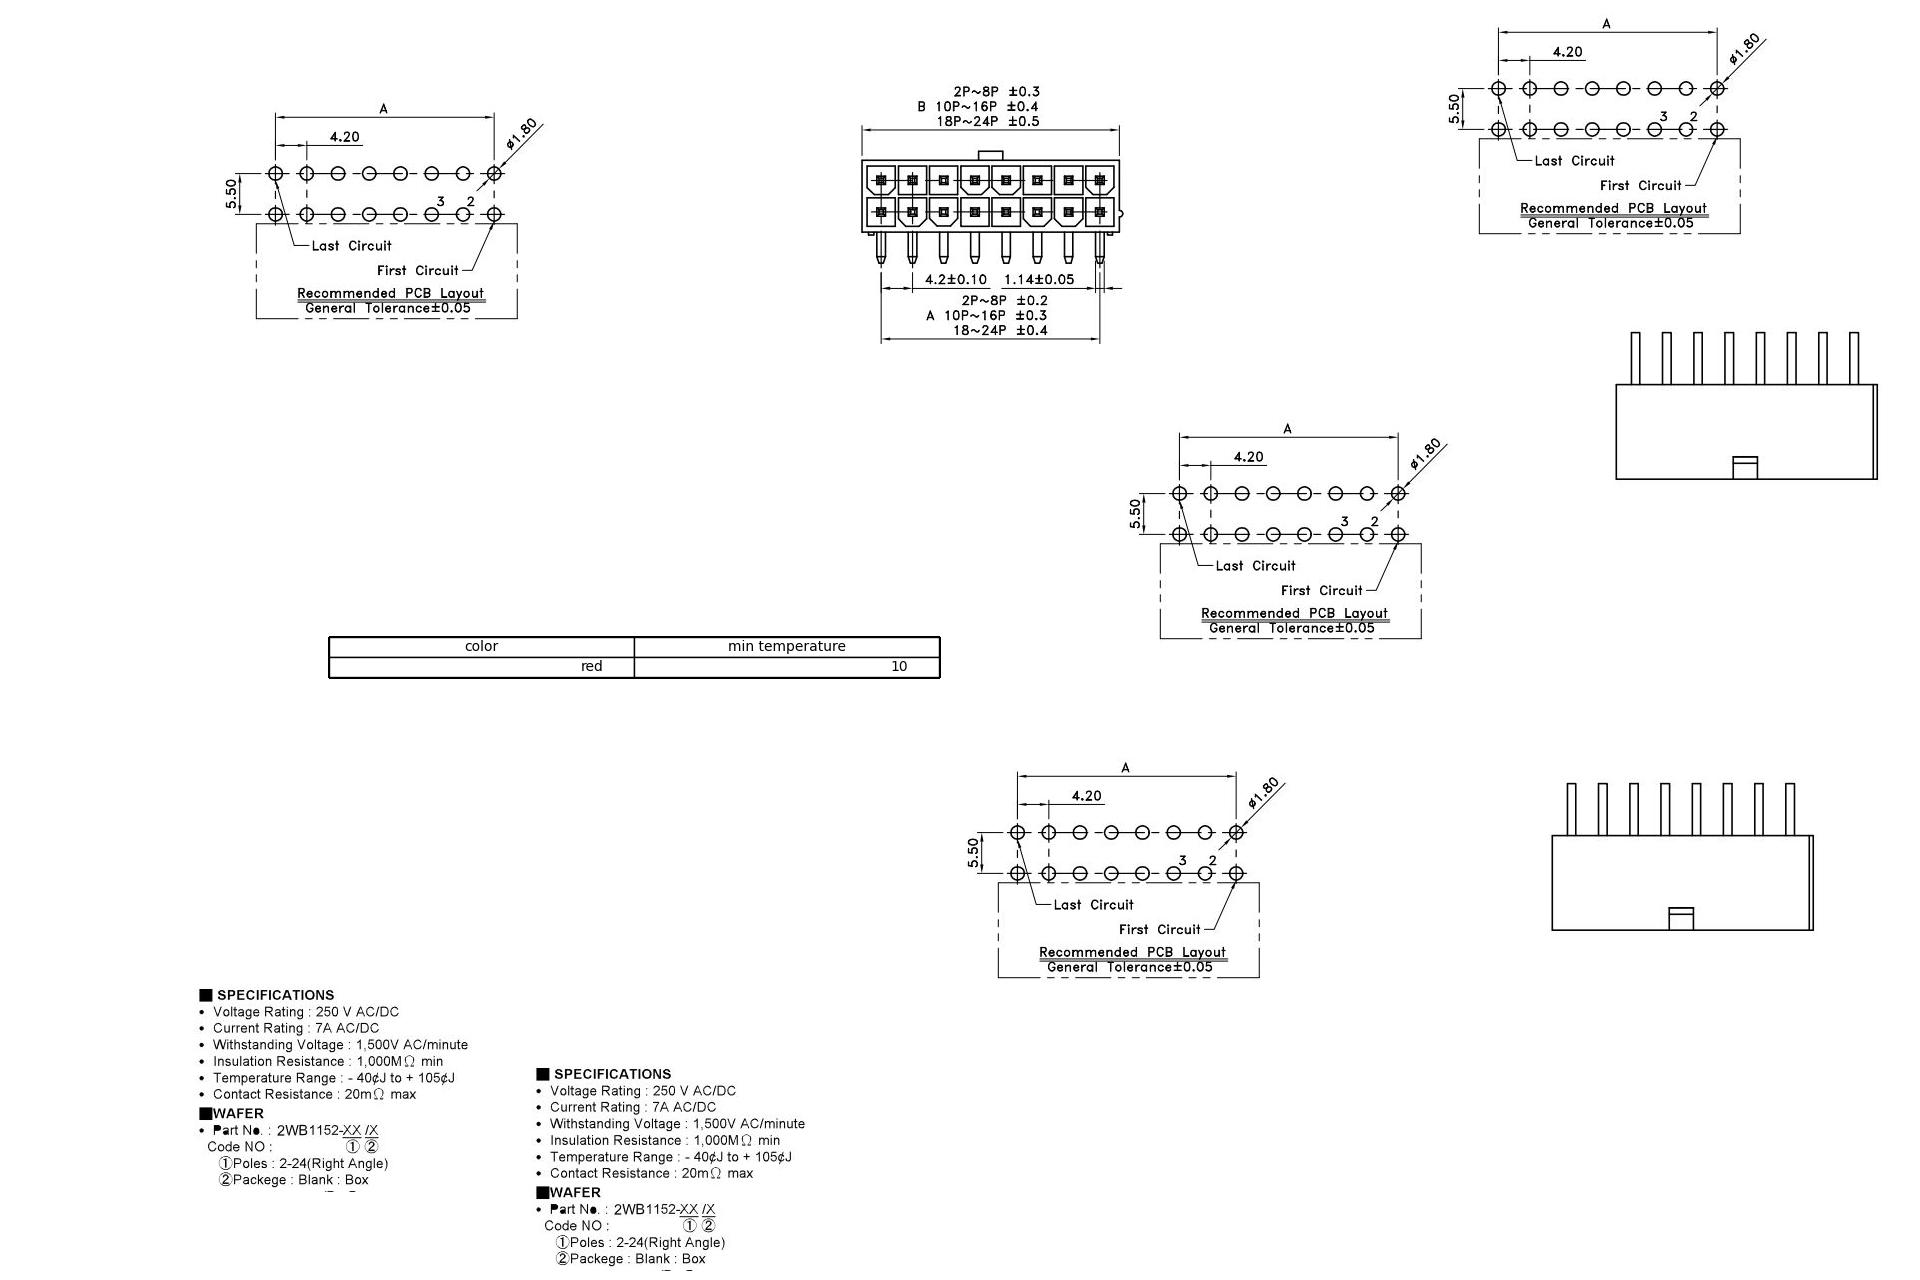 A
4.20
ø1.80
5.50
3 2
Last Circuit
First Circuit
Recommended PCB Layout
General Tolerance±0.05
2P~8P ±0.3
B 10P~16P ±0.4
18P~24P ±0.5
4.2±0.10 1.14±0.05
2P~8P ±0.2
A 10P~16P ±0.3
18~24P ±0.4
A
4.20
ø1.80
5.50
3 2
Last Circuit
First Circuit
Recommended PCB Layout
General Tolerance±0.05
A
4.20
ø1.80
5.50
3 2
Last Circuit
First Circuit
Recommended PCB Layout
General Tolerance±0.05
color min temperature
red 10
A
4.20
ø1.80
5.50
3 2
Last Circuit
First Circuit
Recommended PCB Layout
General Tolerance±0.05
■ SPECIFICATIONS
• Voltage Rating : 250 V AC/DC
• Current Rating : 7A AC/DC
• Withstanding Voltage : 1,500V AC/minute
• Insulation Resistance : 1,000MΩ min
• Temperature Range : - 40¢J to + 105¢J
• Contact Resistance : 20mΩ max
■WAFER
• Part No. : 2WB1152-XX /X
Code NO : ① ②
①Poles : 2-24(Right Angle)
②Packege : Blank : Box
■ SPECIFICATIONS
• Voltage Rating : 250 V AC/DC
• Current Rating : 7A AC/DC
• Withstanding Voltage : 1,500V AC/minute
• Insulation Resistance : 1,000MΩ min
• Temperature Range : - 40¢J to + 105¢J
• Contact Resistance : 20mΩ max
■WAFER
• Part No. : 2WB1152-XX /X
Code NO : ① ②
①Poles : 2-24(Right Angle)
②Packege : Blank : Box